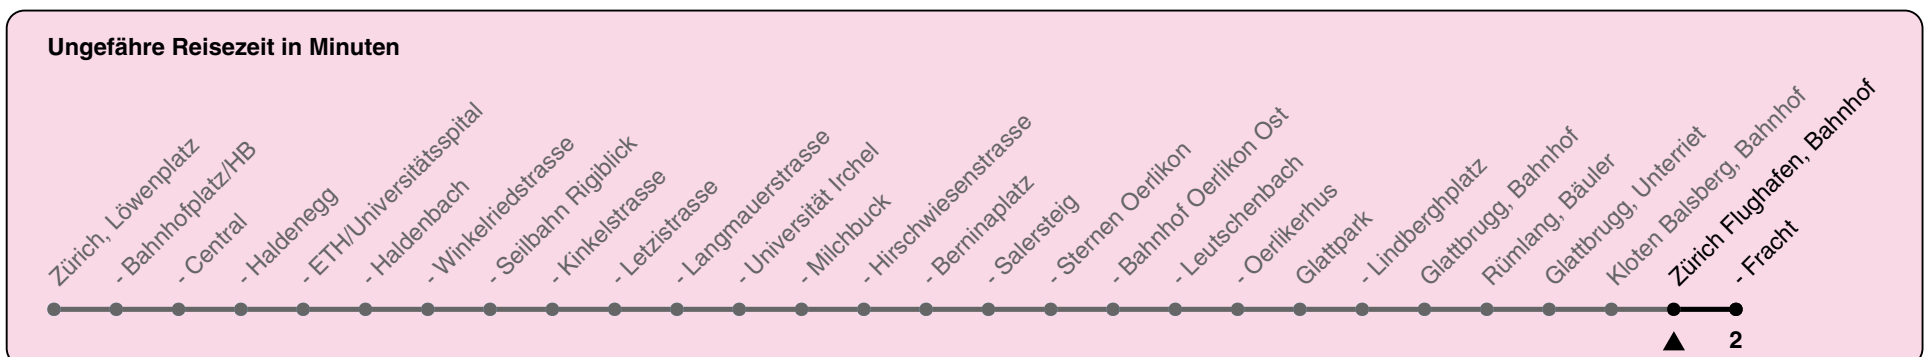 Ungefähre Reisezeit in Minuten
Zürich, Löwenplatz
- Bahnhofplatz/HB
- Central
- Haldenegg
- ETH/Universitätsspital
- Haldenbach
- Winkelriedstrasse
- Seilbahn Rigiblick
- Kinkelstrasse
- Letzistrasse
- Langmauerstrasse
- Universität Irchel
- Milchbuck
- Hirschwiesenstrasse
- Berninaplatz
- Salersteig
- Sternen Oerlikon
- Bahnhof Oerlikon Ost
- Leutschenbach
- Oerlikerhus
Glattpark
- Lindberghplatz
Glattbrugg, Bahnhof
Rümlang, Bäuler
Glattbrugg, Unterriet
Kloten Balsberg, Bahnhof
Zürich Flughafen, Bahnhof
- Fracht
2